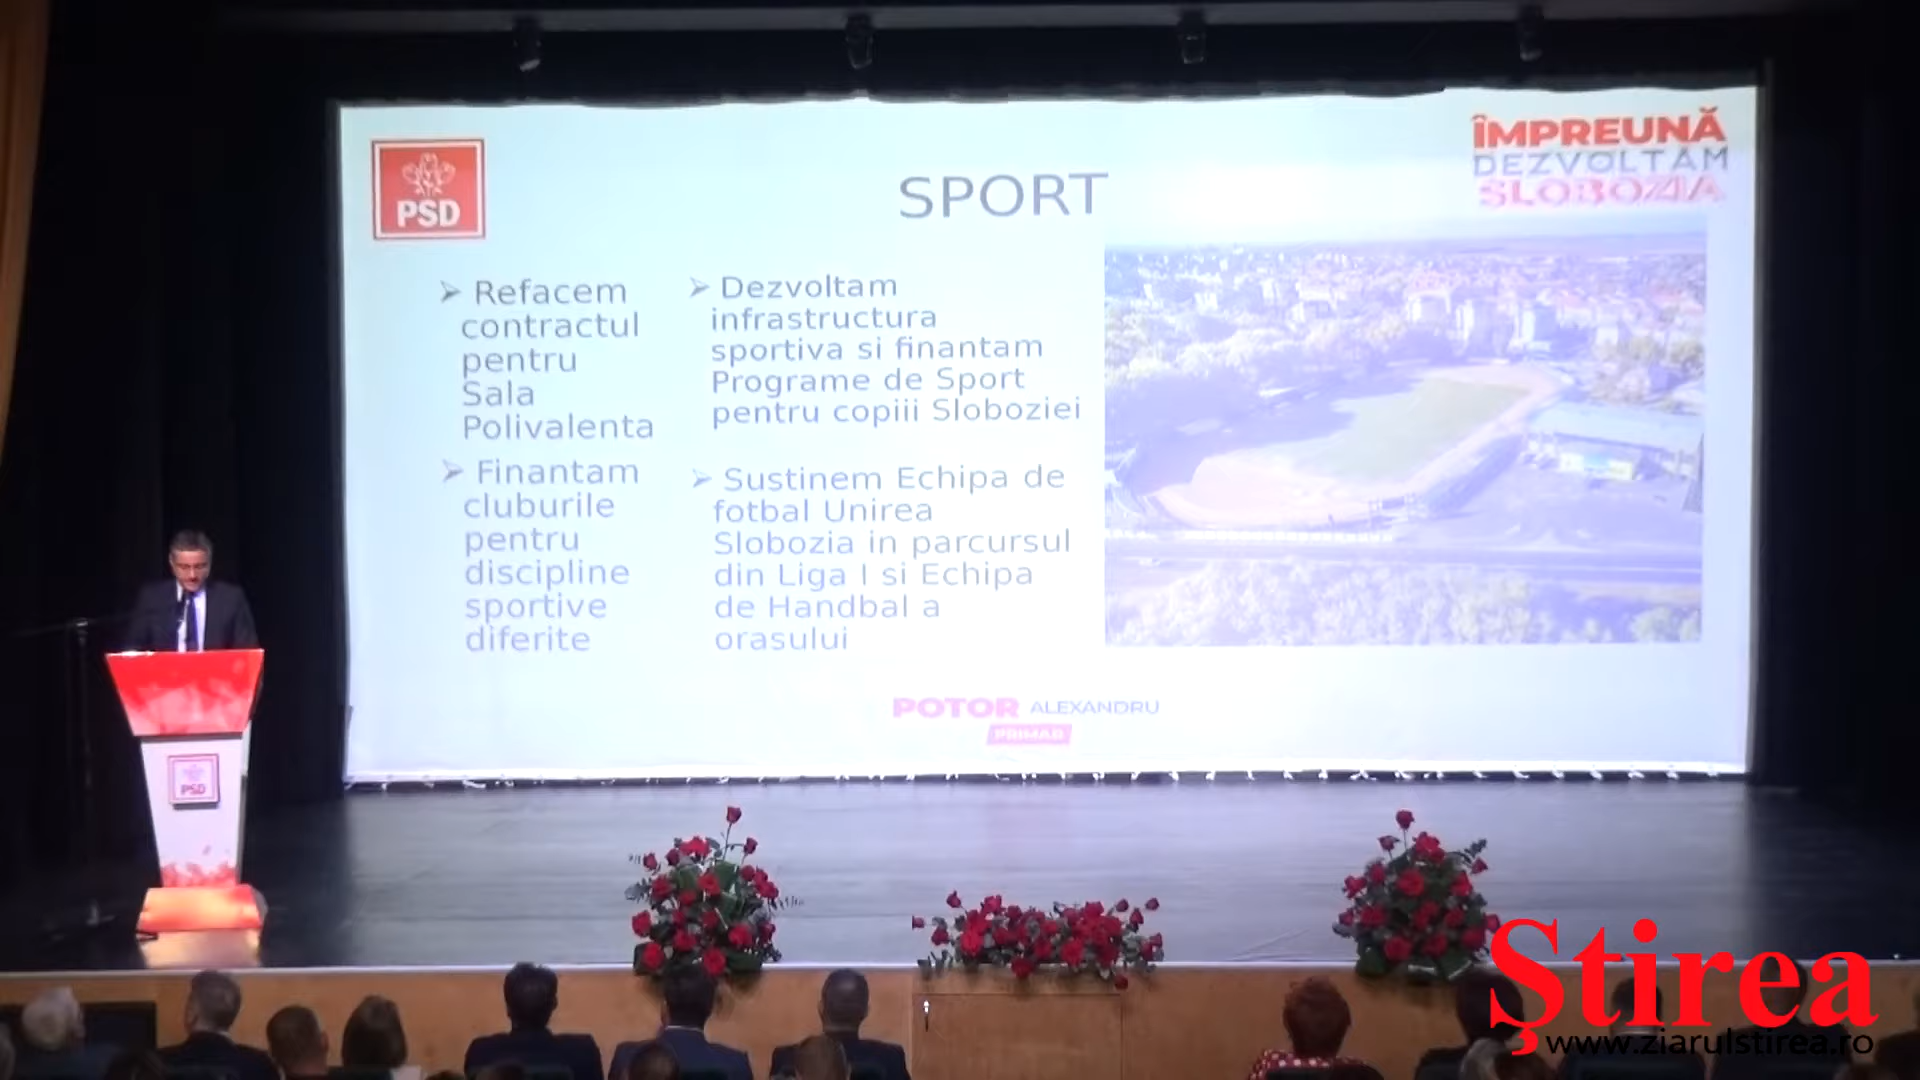 PSD
ÎMPREUNĂ
DEZVOLTĂM
SLOBOZIA
SPORT
➢ Refacem
contractul
pentru
Sala
Polivalenta
➢ Finantam
cluburile
pentru
discipline
sportive
diferite
➢ Dezvoltam
infrastructura
sportiva si finantam
Programe de Sport
pentru copiii Sloboziei
➢ Sustinem Echipa de
fotbal Unirea
Slobozia in parcursul
din Liga I si Echipa
de Handbal a
orasului
POTOR ALEXANDRU
PRIMAR
PSD
Știrea
www.ziarulstirea.ro